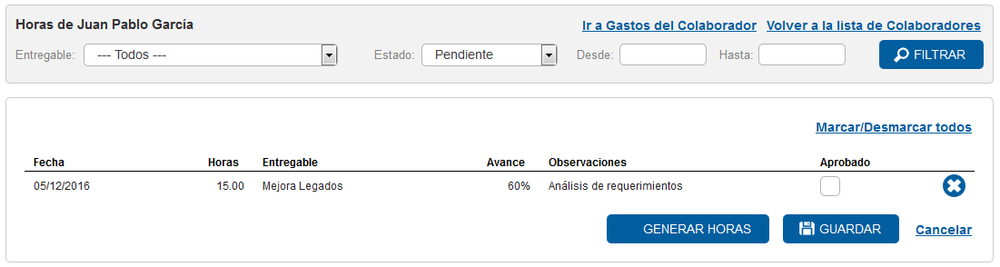 Horas de Juan Pablo García
Ir a Gastos del Colaborador Volver a la lista de Colaboradores
Entregable: --- Todos --- Estado: Pendiente Desde: Hasta: FILTRAR
Marcar/Desmarcar todos
Fecha Horas Entregable Avance Observaciones Aprobado
05/12/2016 15.00 Mejora Legados 60% Análisis de requerimientos
GENERAR HORAS GUARDAR Cancelar